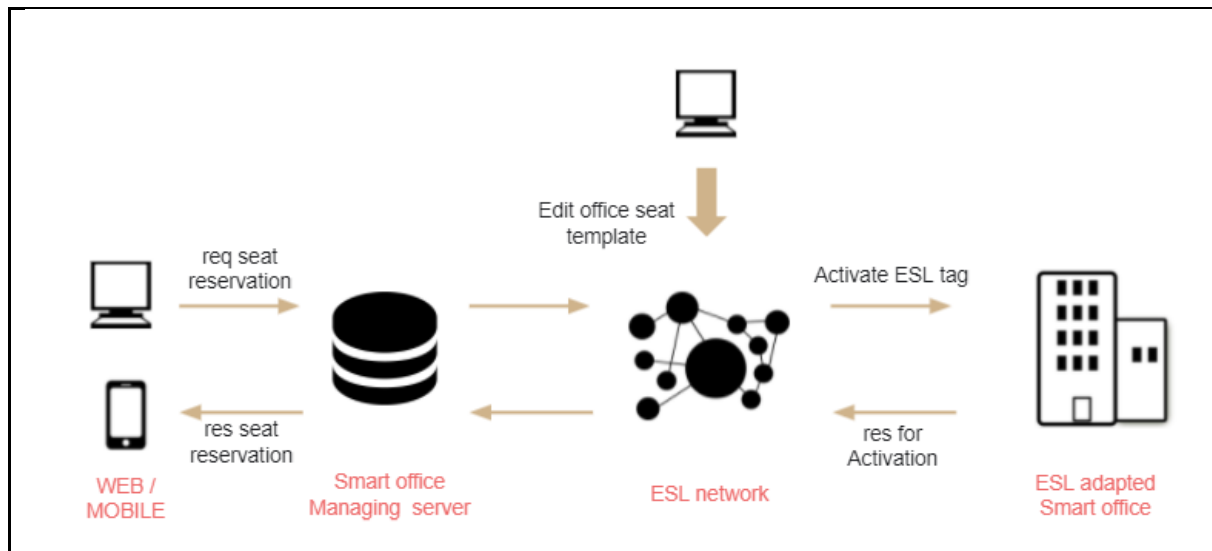 Edit office seat
template
req seat
reservation
Activate ESL tag
res seat
reservation
res for
Activation
WEB /
MOBILE
Smart office
Managing server
ESL network
ESL adapted
Smart office